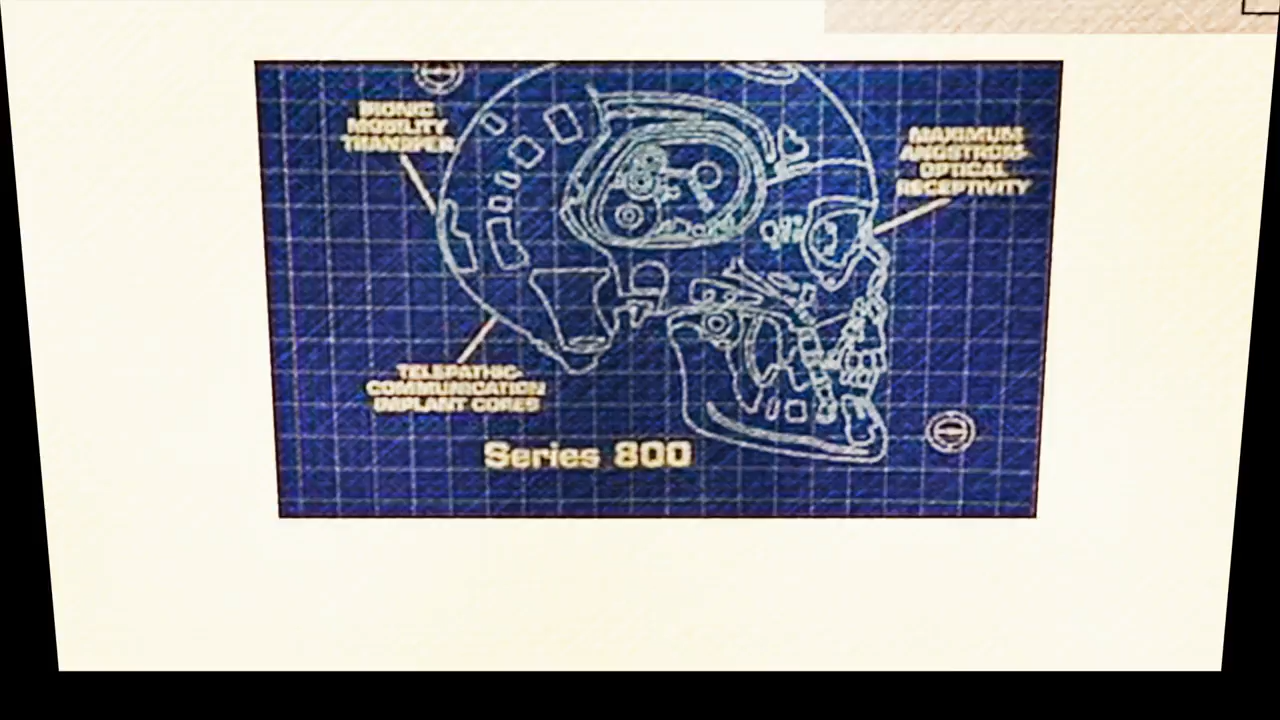 BIONIC
MOBILITY
TRANSFER
MAXIMUM
ANGSTROM-
OPTICAL
RECEPTIVITY
TELEPATHIC-
COMMUNICATION
IMPLANT CORES
Series 800